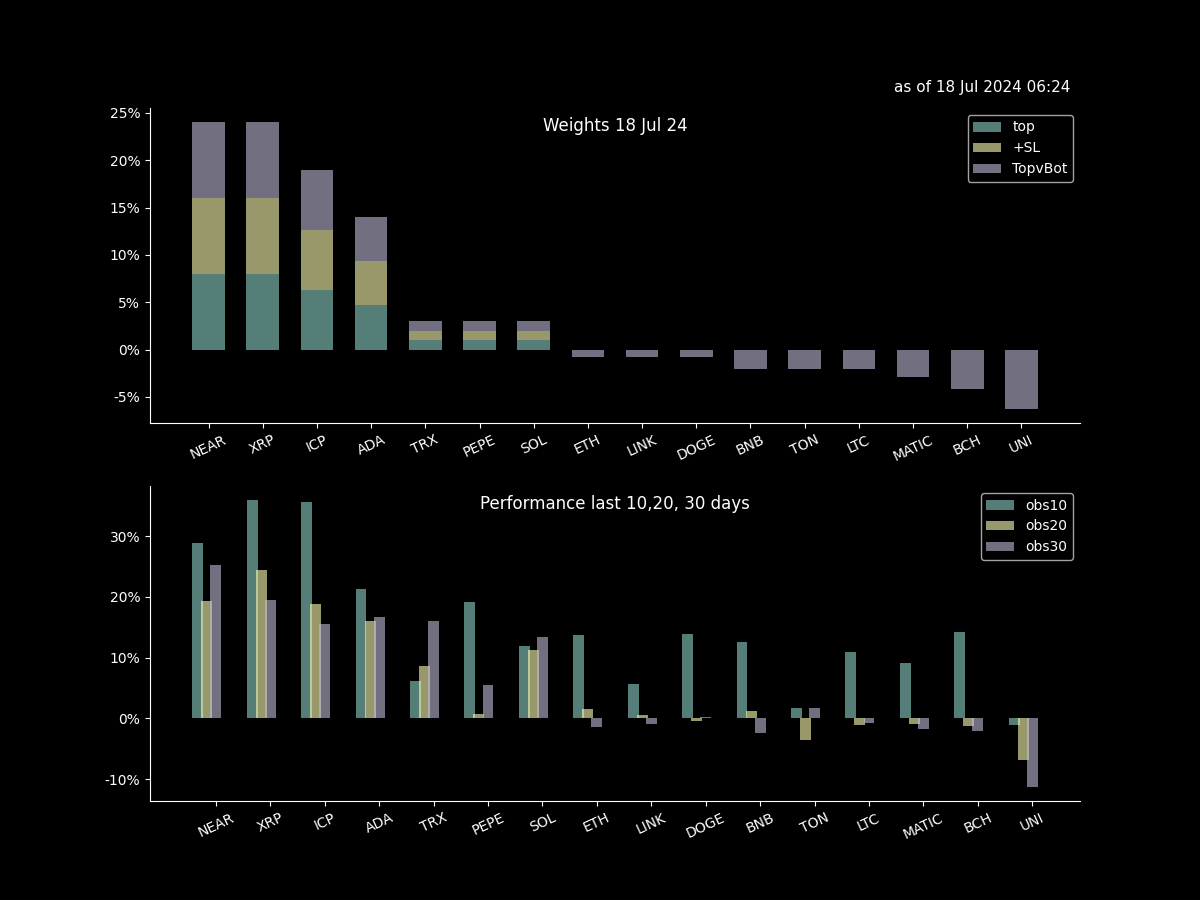 as of 18 Jul 2024 06:24
Weights 18 Jul 24
top
+SL
TopvBot
25%
20%
15%
10%
5%
0%
-5%
NEAR XRP ICP ADA TRX PEPE SOL ETH LINK DOGE BNB TON LTC MATIC BCH UNI
Performance last 10,20, 30 days
obs10
obs20
obs30
30%
20%
10%
0%
-10%
NEAR XRP ICP ADA TRX PEPE SOL ETH LINK DOGE BNB TON LTC MATIC BCH UNI